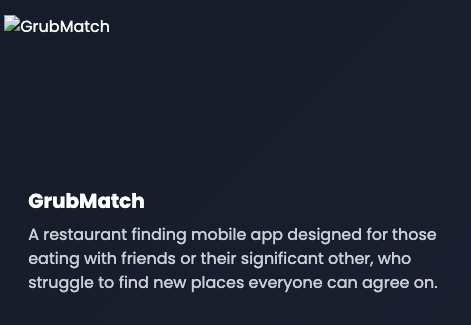 GrubMatch
GrubMatch
A restaurant finding mobile app designed for those
eating with friends or their significant other, who
struggle to find new places everyone can agree on.